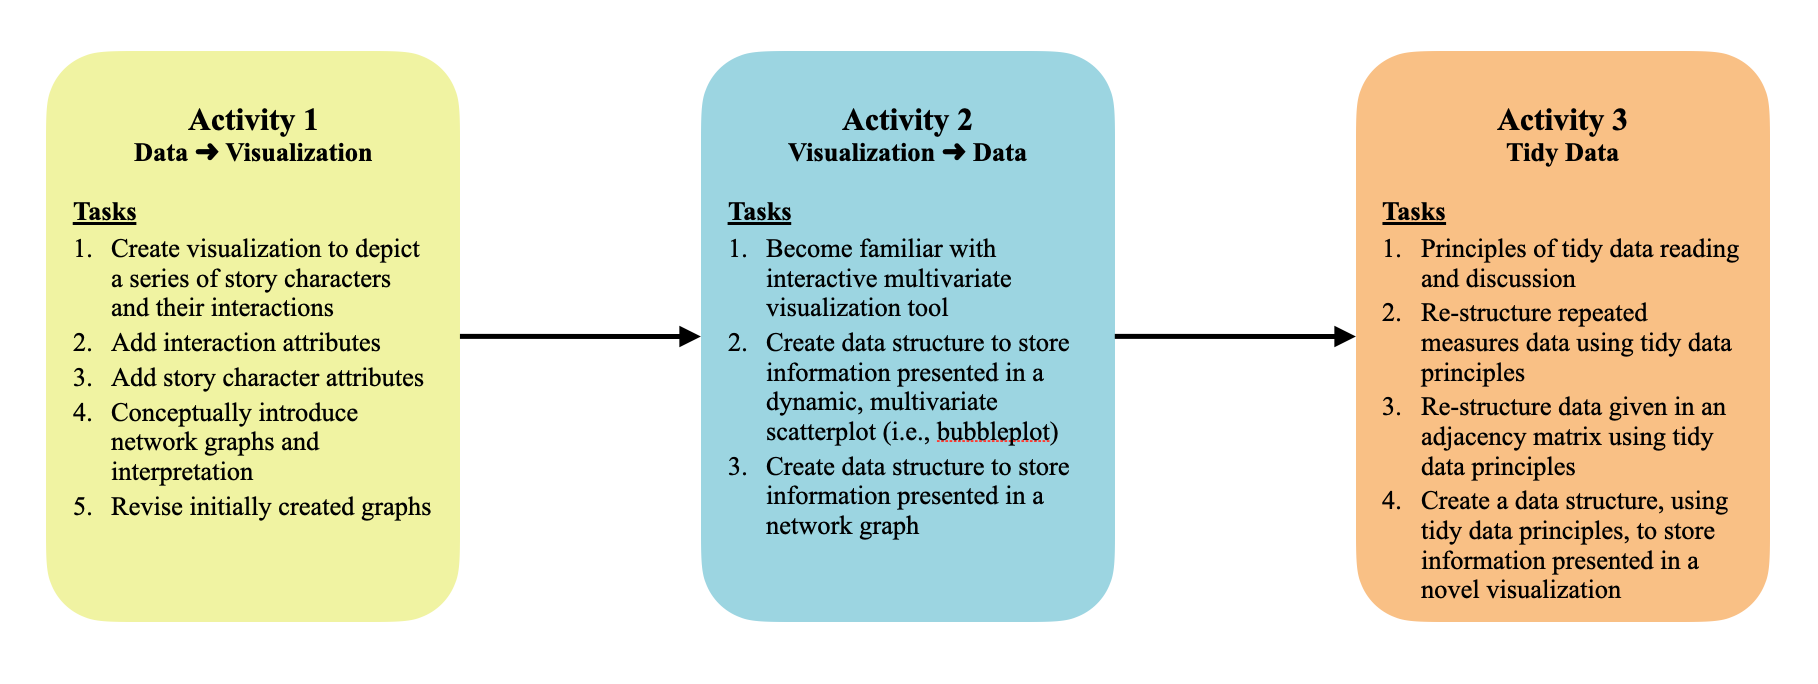 Activity 1
Data ➜ Visualization
Tasks
1. Create visualization to depict
a series of story characters
and their interactions
2. Add interaction attributes
3. Add story character attributes
4. Conceptually introduce
network graphs and
interpretation
5. Revise initially created graphs
Activity 2
Visualization ➜ Data
Tasks
1. Become familiar with
interactive multivariate
visualization tool
2. Create data structure to store
information presented in a
dynamic, multivariate
scatterplot (i.e., bubbleplot)
3. Create data structure to store
information presented in a
network graph
Activity 3
Tidy Data
Tasks
1. Principles of tidy data reading
and discussion
2. Re-structure repeated
measures data using tidy data
principles
3. Re-structure data given in an
adjacency matrix using tidy
data principles
4. Create a data structure, using
tidy data principles, to store
information presented in a
novel visualization